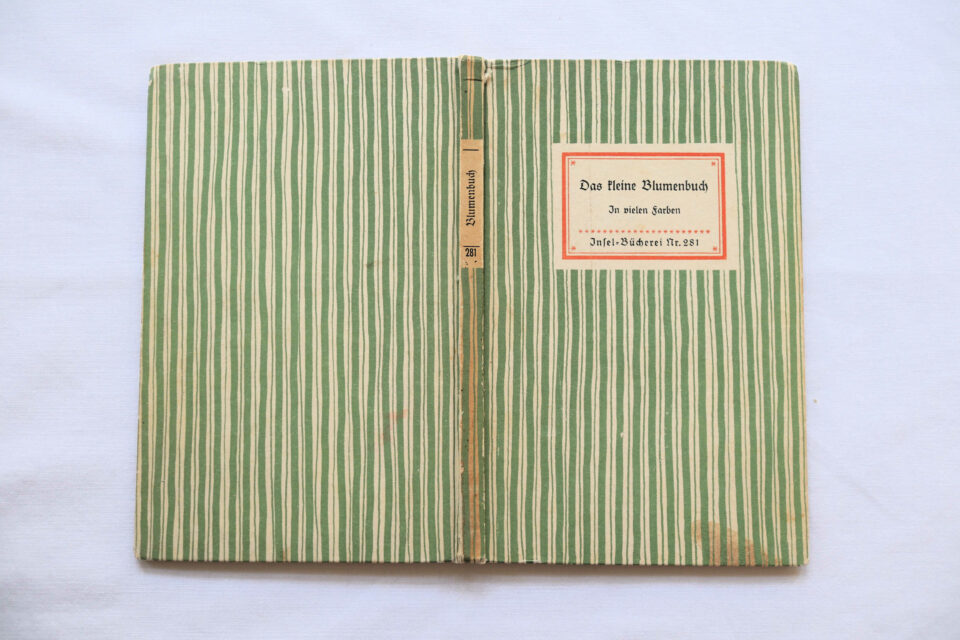 Das kleine Blumenbuch
In vielen Farben
Insel-Bücherei Nr. 281
Blumenbuch
281